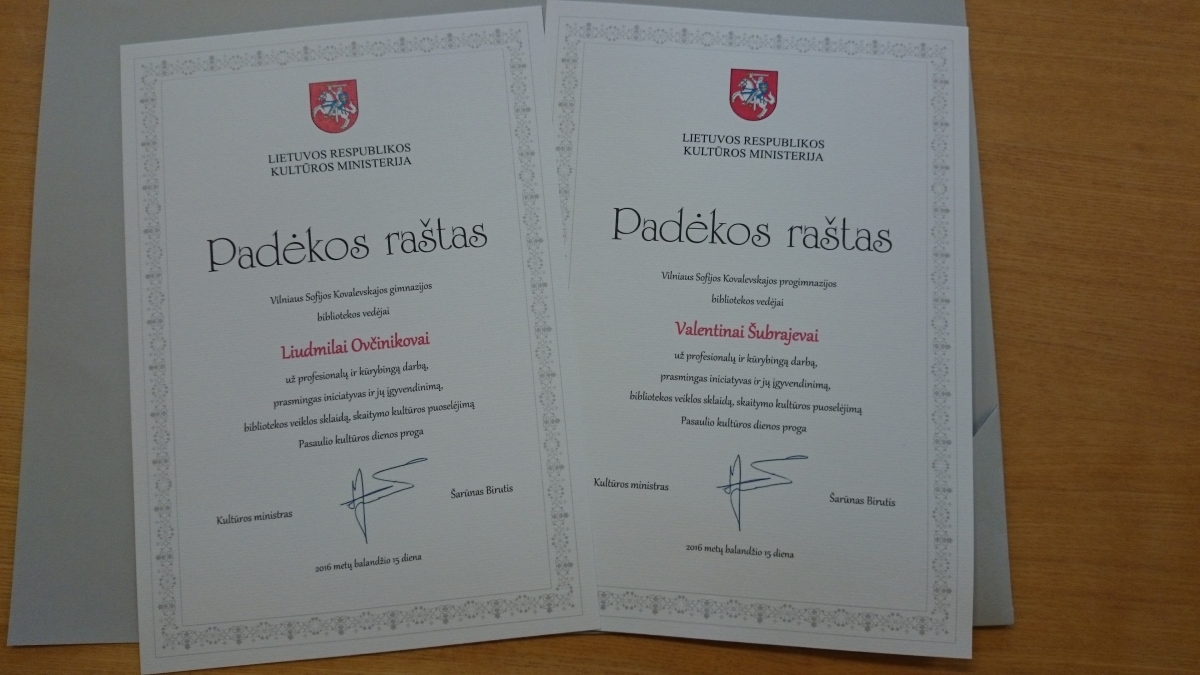 LIETUVOS RESPUBLIKOS
KULTŪROS MINISTERIJA
Padėkos raštas
Vilniaus Sofijos Kovalevskajos gimnazijos
bibliotekos vedėjai
Liudmilai Ovčinikovai
už profesionalų ir kūrybingą darbą,
prasmingas iniciatyvas ir jų įgyvendinimą,
bibliotekos veiklos sklaidą, skaitymo kultūros puoselėjimą
Pasaulio kultūros dienos proga
Kultūros ministras
Šarūnas Birutis
2016 metų balandžio 15 diena
LIETUVOS RESPUBLIKOS
KULTŪROS MINISTERIJA
Padėkos raštas
Vilniaus Sofijos Kovalevskajos progimnazijos
bibliotekos vedėjai
Valentinai Šubrajevai
už profesionalų ir kūrybingą darbą,
prasmingas iniciatyvas ir jų įgyvendinimą,
bibliotekos veiklos sklaidą, skaitymo kultūros puoselėjimą
Pasaulio kultūros dienos proga
Kultūros ministras
Šarūnas Birutis
2016 metų balandžio 15 diena